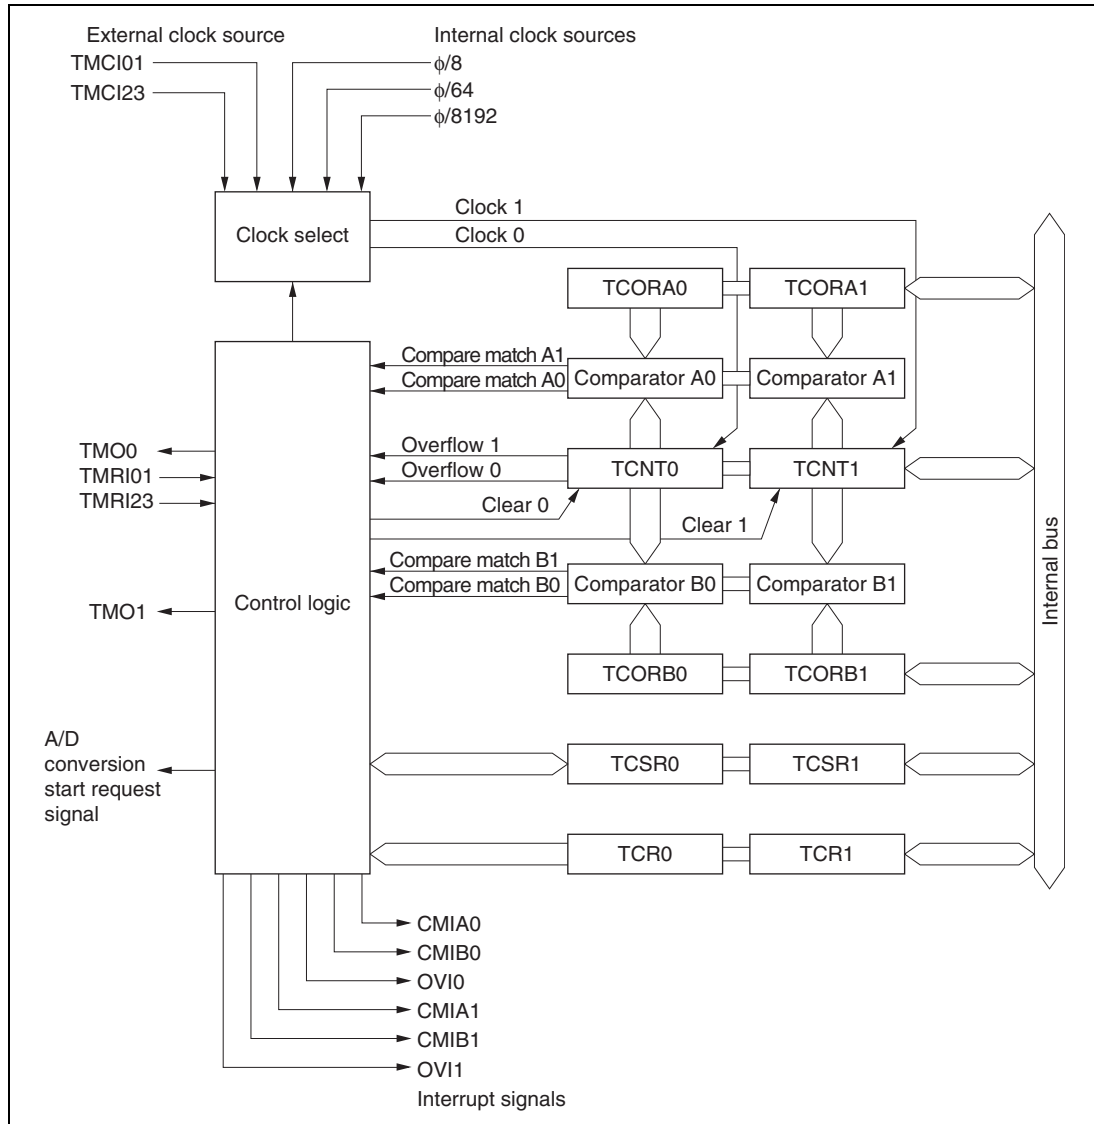 External clock source
Internal clock sources
TMCI01
ϕ/8
TMCI23
ϕ/64
ϕ/8192
Clock select
Clock 1
Clock 0
TCORA0
TCORA1
Compare match A1
Compare match A0
Comparator A0
Comparator A1
TMO0
TMRI01
TMRI23
Overflow 1
Overflow 0
TCNT0
TCNT1
Clear 0
Clear 1
Compare match B1
Compare match B0
Comparator B0
Comparator B1
TMO1
Control logic
Internal bus
TCORB0
TCORB1
A/D
conversion
start request
signal
TCSR0
TCSR1
TCR0
TCR1
CMIA0
CMIB0
OVI0
CMIA1
CMIB1
OVI1
Interrupt signals